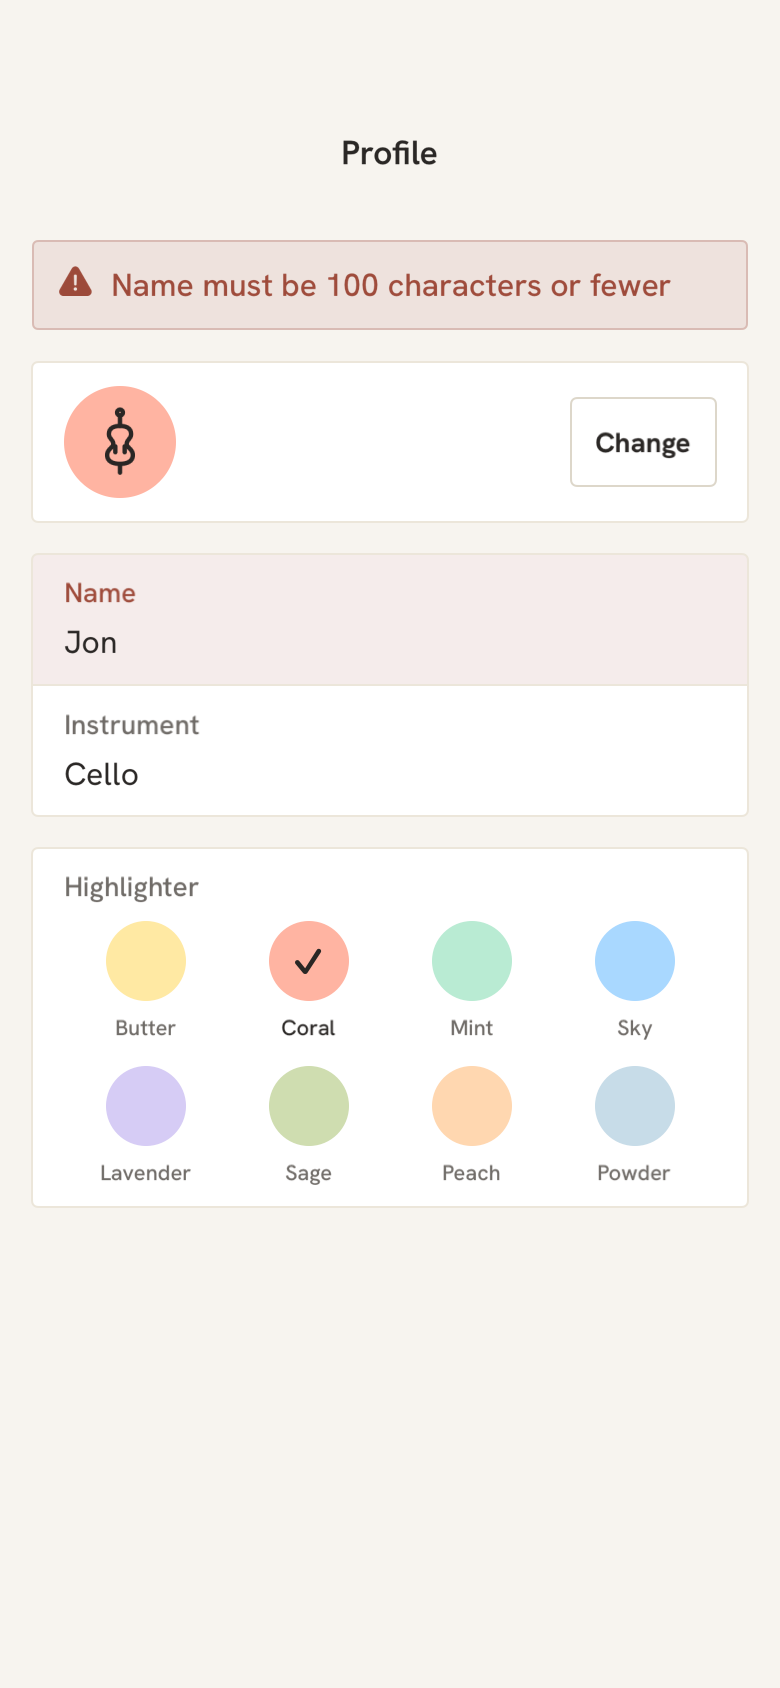 Profile
Name must be 100 characters or fewer
Change
Name
Jon
Instrument
Cello
Highlighter
Butter Coral Mint Sky
Lavender Sage Peach Powder